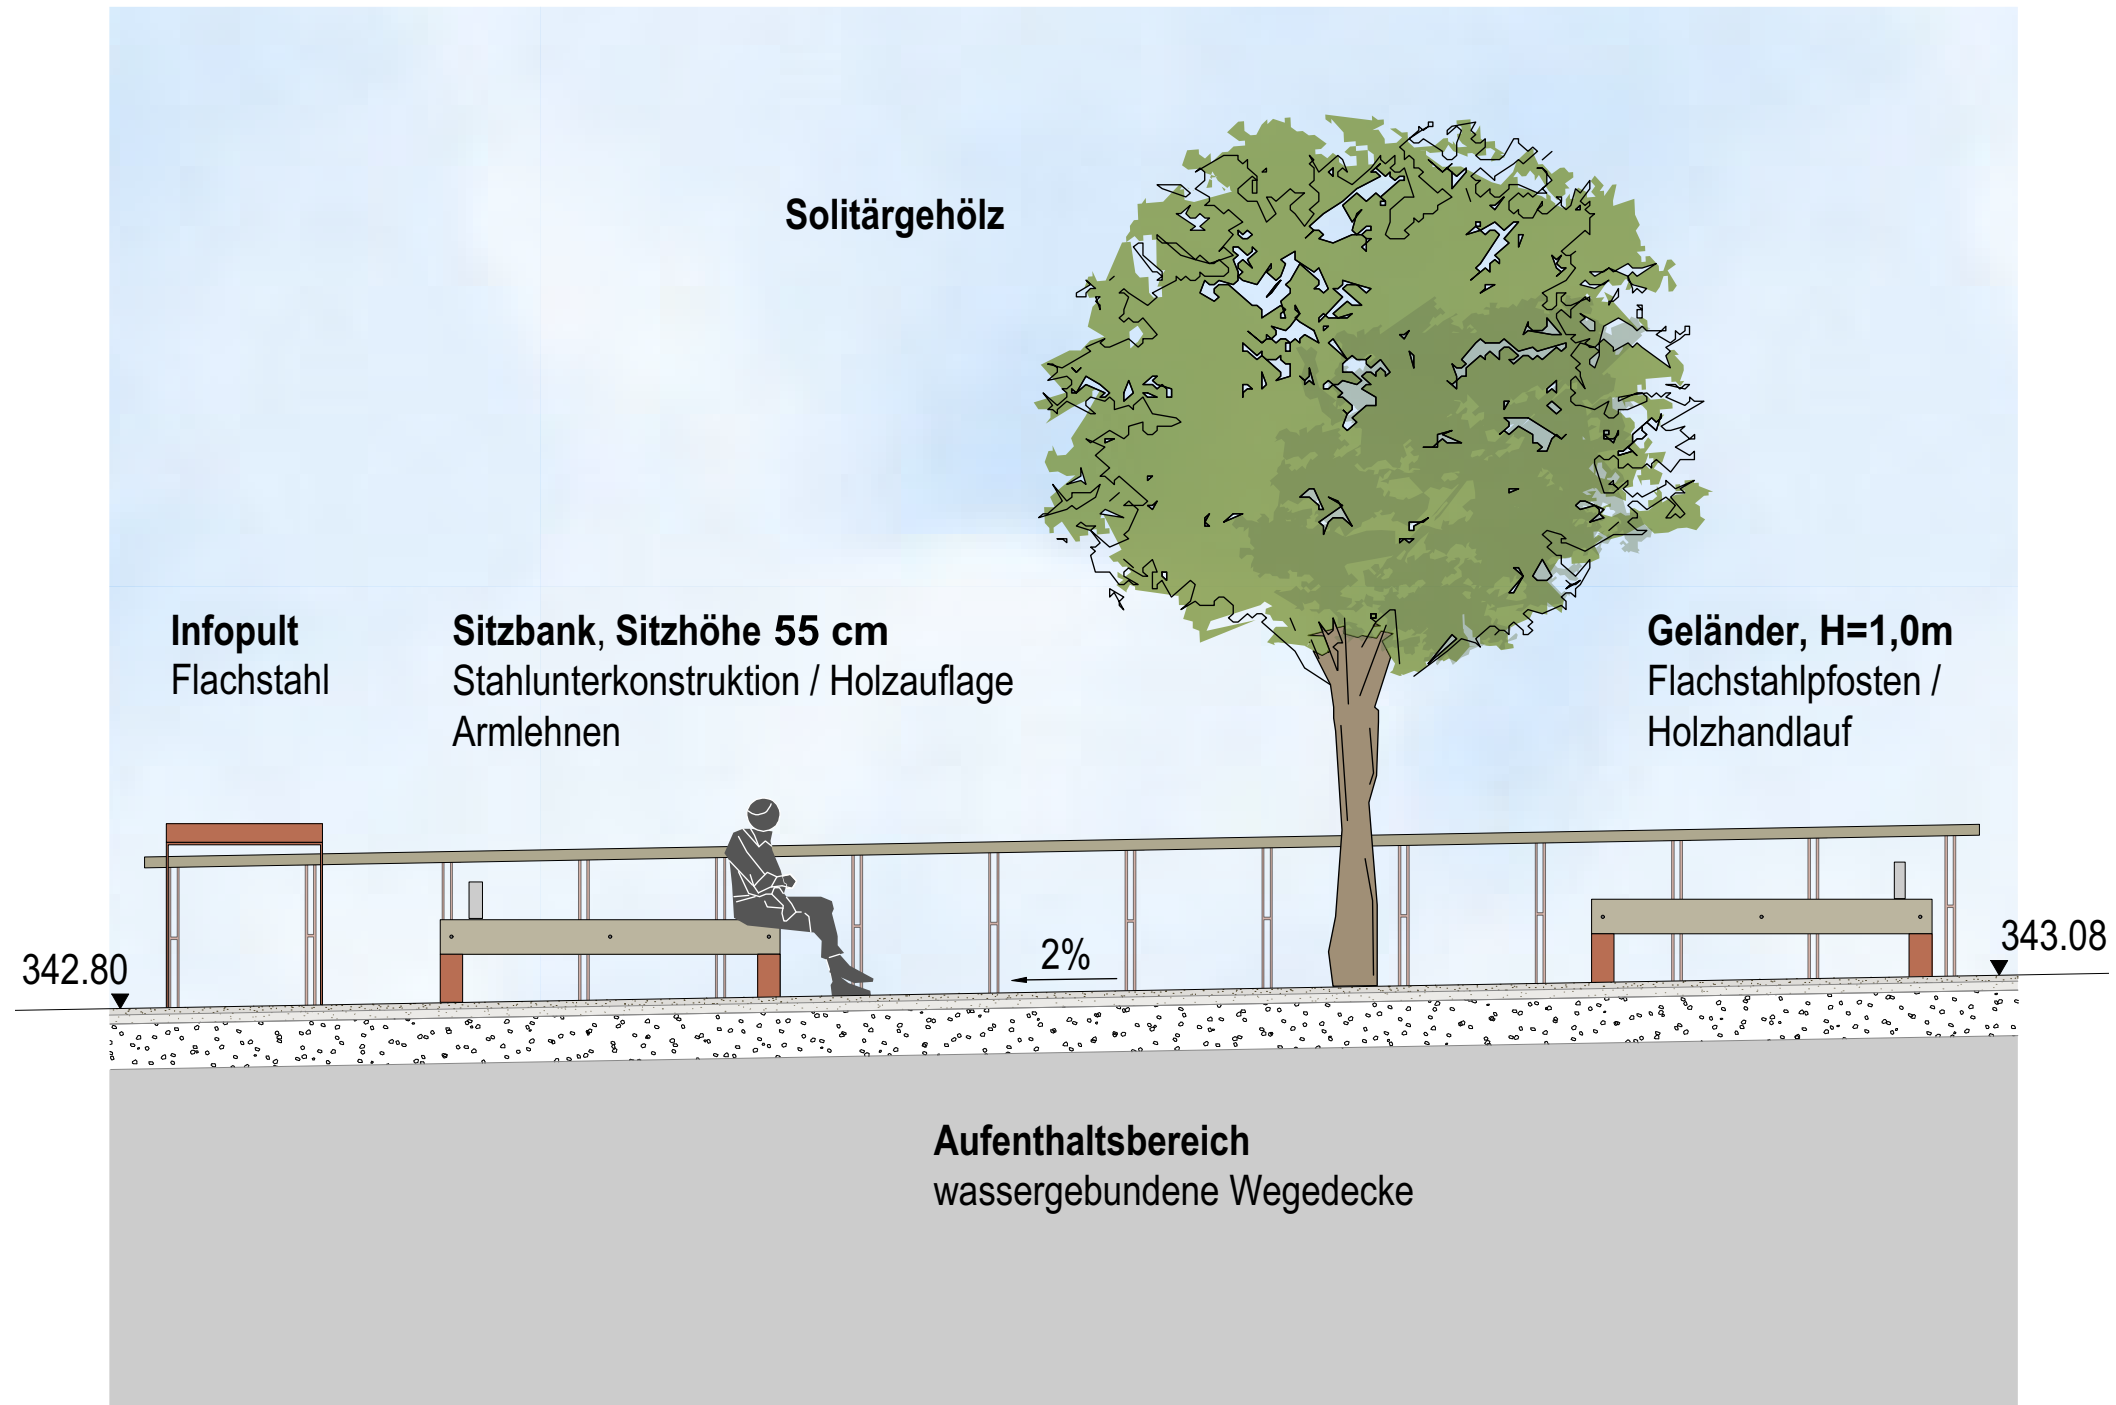 Solitärgehölz
Infopult
Flachstahl
Sitzbank, Sitzhöhe 55 cm
Stahlunterkonstruktion / Holzauflage
Armlehnen
Geländer, H=1,0m
Flachstahlpfosten /
Holzhandlauf
342.80
2%
343.08
Aufenthaltsbereich
wassergebundene Wegedecke